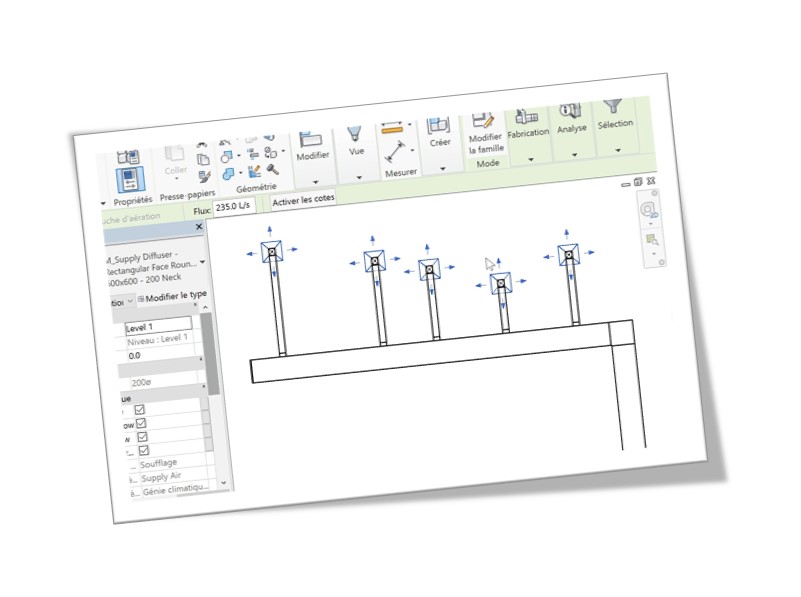 Propriétés
Coller
Presse-papiers
Géométrie
Modifier
Vue
Mesurer
Créer
Modifier
la famille
Mode
Fabrication
Analyse
Sélection
uche d'aération
Flux: 235.0 L/s
Activer les cotes
M_Supply Diffuser -
Rectangular Face Roun...
600x600 - 200 Neck
Modifier le type
Level 1
Niveau : Level 1
0.0
200ø
ue
ow
w
Soufflage
Supply Air
Génie climatiqu...